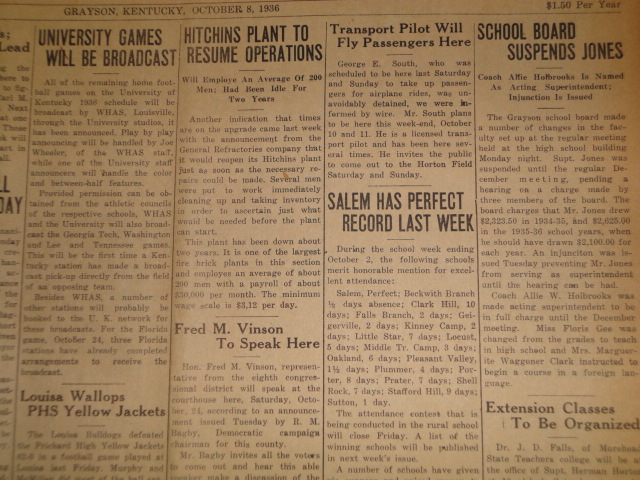 GRAYSON, KENTUCKY, OCTOBER 8, 1936
$1.50 Per Year
Lead
DAY
UNIVERSITY GAMES
WILL BE BROADCAST
All of the remaining home foot-
ball games on the University of
Kentucky 1936 schedule will be
broadcast by WHAS, Louisville,
through the University studios, it
has been announced. Play by play
announcing will be handled by Joe
Wheeler, of the WHAS staff,
while one of the University staff
announcers will handle the color
and between-half features.
Provided permission can be ob-
tained from the athletic councils
of the respective schools, WHAS
and the University will also broad-
cast the Georgia Tech, Washington
and Lee and Tennessee games.
This will be the first time a Ken-
tucky station has made a broad-
cast pick-up directly from the field
of an opposing team.
Besides WHAS, a number of
other stations will probably be
hooked to the U. K. network for
these broadcasts. For the Florida
game, October 24, three Florida
stations have already completed
arrangements to receive the
broadcast.
Louisa Wallops
PHS Yellow Jackets
The Louisa Bulldogs defeated
the Prichard High Yellow Jackets
in a football game played at
Louisa last Friday. Murphy and
HITCHINS PLANT TO
RESUME OPERATIONS
Will Employe An Average Of 200
Men; Had Been Idle For
Two Years
Another indication that times
are on the upgrade came last week
with the announcement from the
General Refractories company that
it would reopen its Hitchins plant
just as soon as the necessary re-
pairs could be made. Several men
were put to work immediately
cleaning up and taking inventory
in order to ascertain just what
would be needed before the plant
can start.
This plant has been down about
two years. It is one of the largest
fire brick plants in this section
and employes an average of about
200 men with a payroll of about
$30,000 per month. The minimum
wage scale is $3.12 per day.
Fred M. Vinson
To Speak Here
Hon. Fred M. Vinson, represen-
tative from the eighth congres-
sional district will speak at the
courthouse here, Saturday, Octo-
ber, 24, according to an announce-
ment issued Tuesday by R. M.
Bagby, Democratic campaign
chairman for this county.
Mr. Bagby invites all the voters
to come out and hear this able
speaker make a discussion of the
Transport Pilot Will
Fly Passengers Here
George E. South, who was
scheduled to be here last Saturday
and Sunday to take up passen-
gers for airplane rides, was un-
avoidably detained, we were in-
formed by wire. Mr. South plans
to be here this week-end, October
10 and 11. He is a licensed trans-
port pilot and has been here sev-
eral times. He invites the public
to come out to the Horton Field
Saturday and Sunday.
SALEM HAS PERFECT
RECORD LAST WEEK
During the school week ending
October 2, the following schools
merit honorable mention for excel-
lent attendance:
Salem, Perfect; Beckwith Branch
½ days absence; Clark Hill, 10
days; Falls Branch, 2 days; Gei-
gerville, 2 days; Kinney Camp, 2
days; Little Star, 7 days; Locust,
5 days; Middle Tr. Camp, 3 days;
Oakland, 6 days; Pleasant Valley,
1½ days; Plummer, 4 days; Por-
ter, 8 days; Prater, 7 days; Shell
Rock, 7 days; Stafford Hill, 9 days;
Sutton, 1 day.
The attendance contest that is
being conducted in the rural school
will close Friday. A list of the
winning schools will be published
in next week's issue.
A number of schools have given
SCHOOL BOARD
SUSPENDS JONES
Coach Allie Holbrooks Is Named
As Acting Superintendent;
Injunction Is Issued
The Grayson school board made
a number of changes in the faculty
set up at the regular meeting
held at the high school building
Monday night. Supt. Jones was
suspended until the regular De-
cember meeting, pending a
hearing on a charge made by
three members of the board. The
board charges that Mr. Jones drew
$2,223.50 in 1934-35, and $2,625.00
in the 1935-36 school years, when
he should have drawn $2,100.00 for
each year. An injunction was is-
sued Tuesday preventing Mr. Jones
from serving as superintendent
until the hearing can be had.
Coach Allie W. Holbrooks was
made acting superintendent to be
in full charge until the December
meeting. Miss Floris Gee was
changed from the grades to teach
in high school and Mrs. Marguer-
ite Waggoner Clark instructed to
begin a course in a foreign lan-
guage.
Extension Classes
To Be Organized
Dr. J. D. Falls, of Morehead
State Teachers college will be at
the office of Supt. Herman Horton